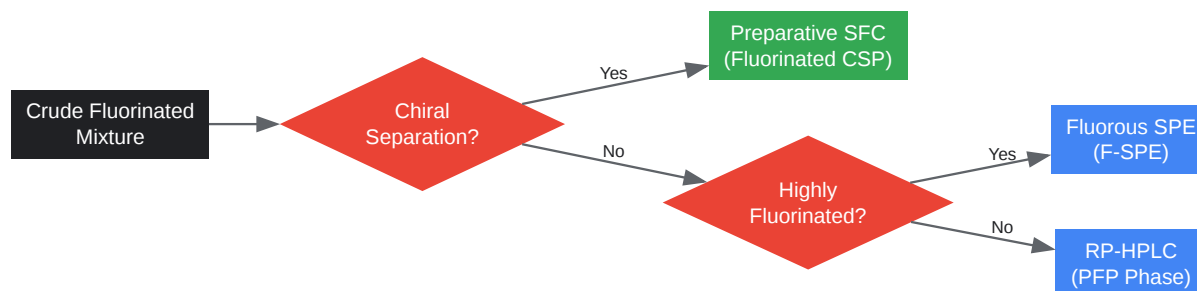 Crude Fluorinated
Mixture
Chiral
Separation?
Yes
Preparative SFC
(Fluorinated CSP)
No
Highly
Fluorinated?
Yes
Fluorous SPE
(F-SPE)
No
RP-HPLC
(PFP Phase)